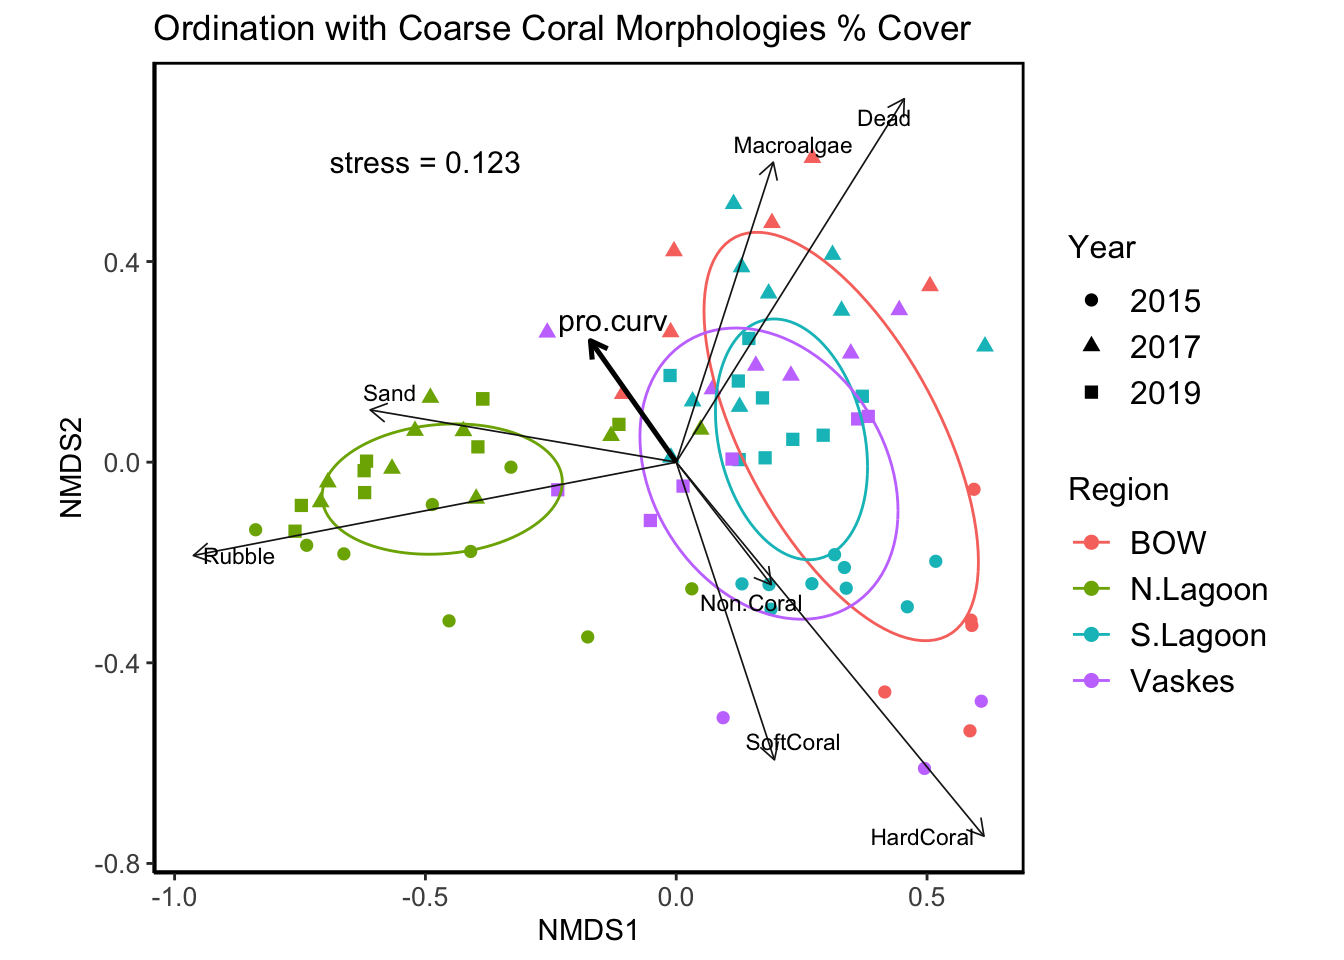 Ordination with Coarse Coral Morphologies % Cover
Dead
Macroalgae
stress = 0.123
pro.curv
Sand
Rubble
Non.Coral
SoftCoral
HardCoral
0.4
0.0
-0.4
-0.8
-1.0
-0.5
0.0
0.5
NMDS1
NMDS2
Year
2015
2017
2019
Region
BOW
N.Lagoon
S.Lagoon
Vaskes